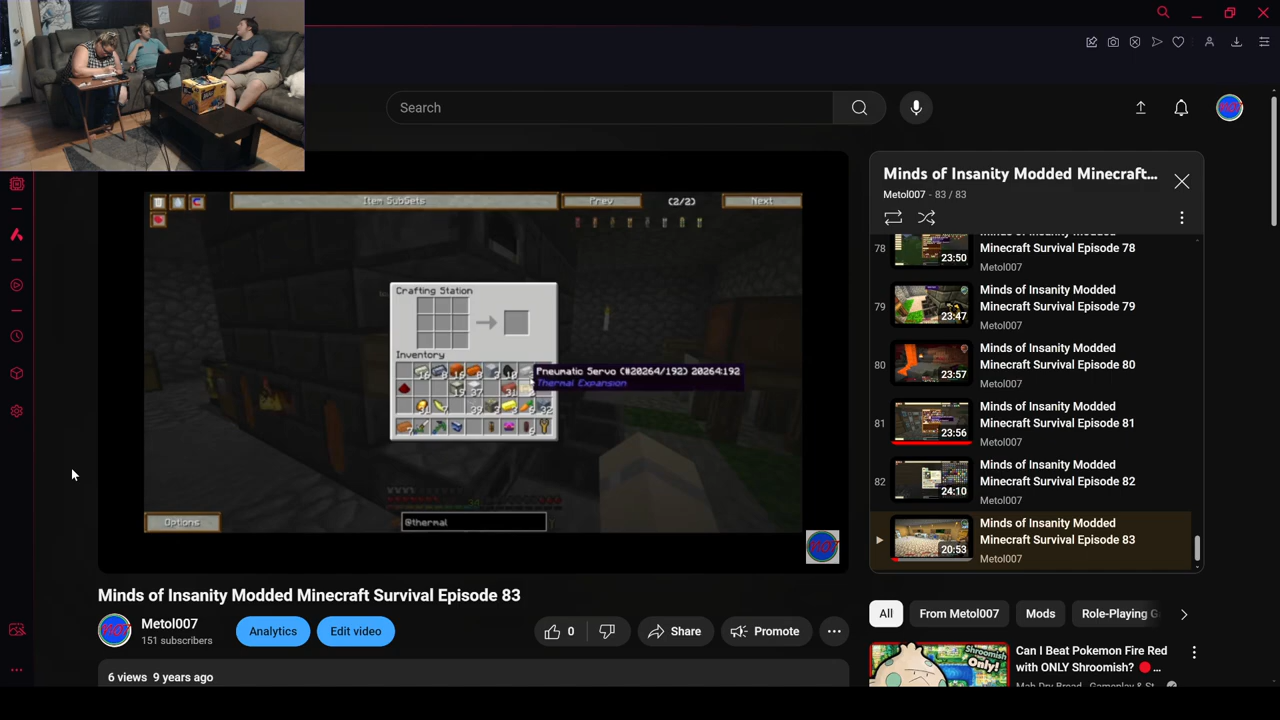 Search
Item SubSets
Prev
(2/2)
Next
Crafting Station
Inventory
Pneumatic Servo (#20264/192) 20264:192
Thermal Expansion
Options
@thermal
Minds of Insanity Modded Minecraft Survival Episode 83
Metol007
151 subscribers
Analytics
Edit video
0
Share
Promote
6 views 9 years ago
Minds of Insanity Modded Minecraft...
Metol007 - 83 / 83
78
23:50
Minds of Insanity Modded
Minecraft Survival Episode 78
Metol007
79
23:47
Minds of Insanity Modded
Minecraft Survival Episode 79
Metol007
80
23:57
Minds of Insanity Modded
Minecraft Survival Episode 80
Metol007
81
23:56
Minds of Insanity Modded
Minecraft Survival Episode 81
Metol007
82
24:10
Minds of Insanity Modded
Minecraft Survival Episode 82
Metol007
20:53
Minds of Insanity Modded
Minecraft Survival Episode 83
Metol007
All
From Metol007
Mods
Role-Playing G
Shroomish
Only!
Can I Beat Pokemon Fire Red
with ONLY Shroomish? 🔴...